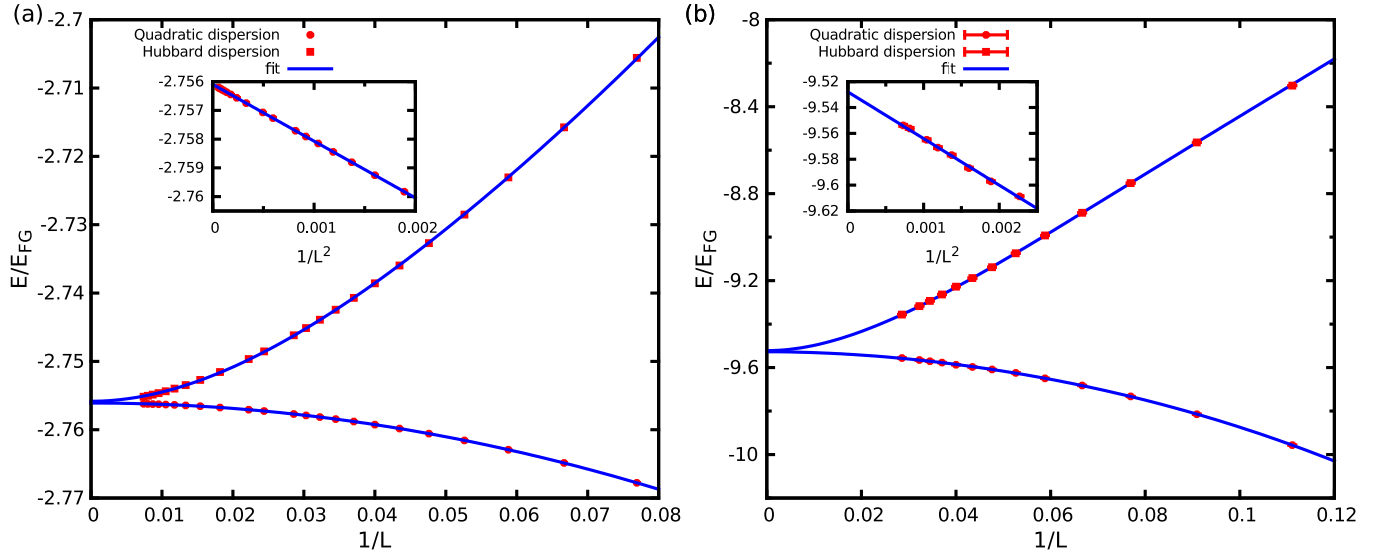 (a)
-2.7
-2.71
-2.72
-2.73
-2.74
-2.75
-2.76
-2.77
E/E_FG
Quadratic dispersion
Hubbard dispersion
fit
-2.756
-2.757
-2.758
-2.759
-2.76
0 0.001 0.002
1/L²
0 0.01 0.02 0.03 0.04 0.05 0.06 0.07 0.08
1/L
(b)
-8
-8.4
-8.8
-9.2
-9.6
-10
E/E_FG
Quadratic dispersion
Hubbard dispersion
fit
-9.52
-9.54
-9.56
-9.58
-9.6
-9.62
0 0.001 0.002
1/L²
0 0.02 0.04 0.06 0.08 0.1 0.12
1/L